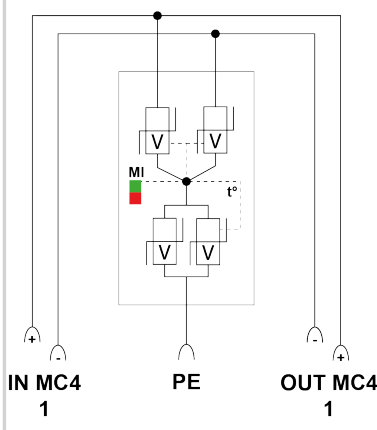 V V
MI
t°
V V
+ - - +
IN MC4 PE OUT MC4
1 1